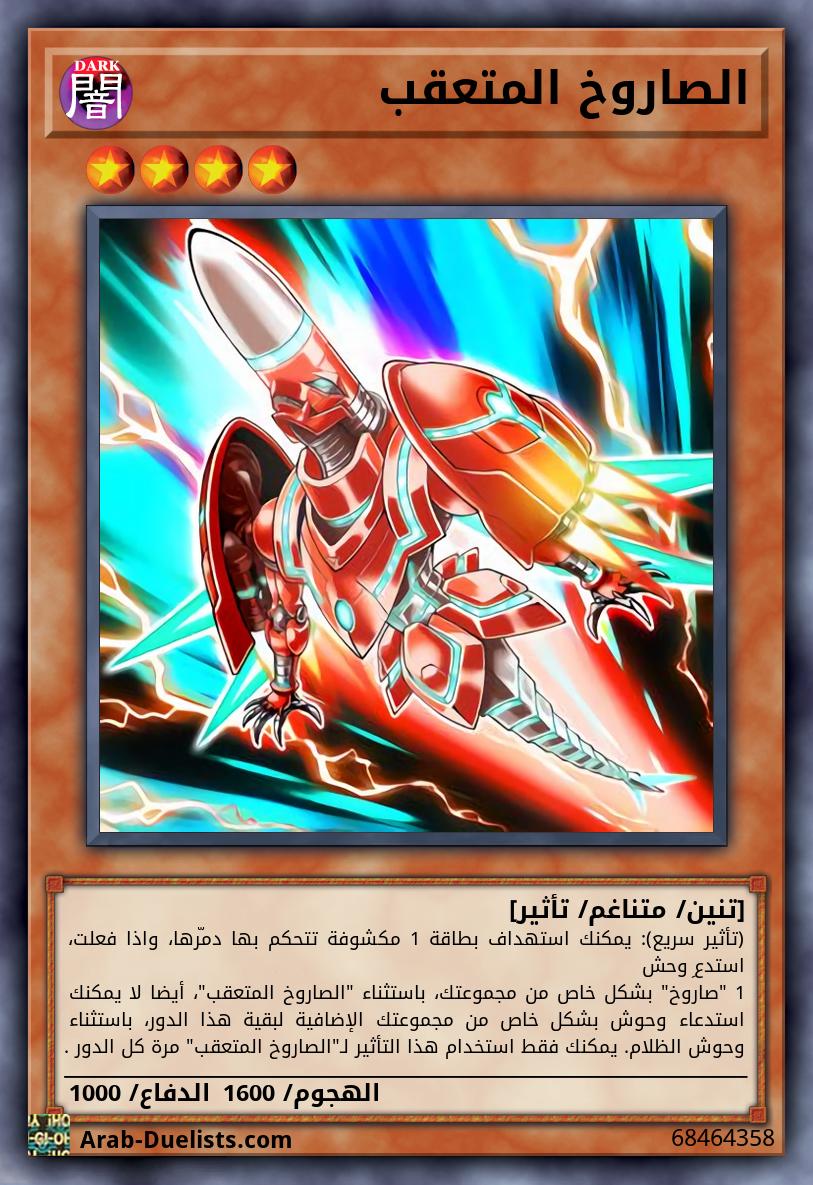 الصاروخ المتعقب
DARK
闇
[تنين/ متناغم/ تأثير]
(تأثير سريع): يمكنك استهداف بطاقة 1 مكشوفة تتحكم بها دمّرها، واذا فعلت،
استدعِ وحش
1 "صاروخ" بشكل خاص من مجموعتك، باستثناء "الصاروخ المتعقب"، أيضا لا يمكنك
استدعاء وحوش بشكل خاص من مجموعتك الإضافية لبقية هذا الدور، باستثناء
وحوش الظلام. يمكنك فقط استخدام هذا التأثير لـ"الصاروخ المتعقب" مرة كل الدور .
الهجوم/ 1600 الدفاع/ 1000
Arab-Duelists.com
68464358